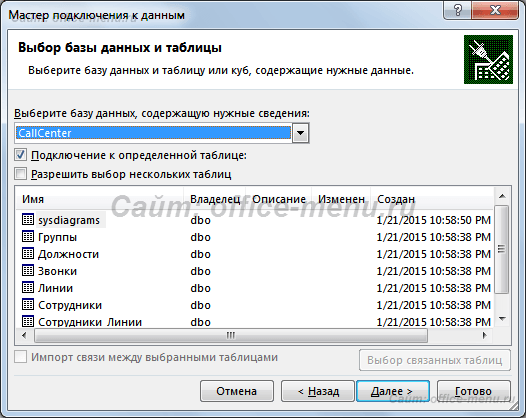 Мастер подключения к данным
Выбор базы данных и таблицы
Выберите базу данных и таблицу или куб, содержащие нужные данные.
Выберите базу данных, содержащую нужные сведения:
CallCenter
Подключение к определенной таблице:
Разрешить выбор нескольких таблиц
Имя Владелец Описание Изменен Создан
Сайт: office-menu.ru
sysdiagrams dbo 1/21/2015 10:58:50 PM
Группы dbo 1/21/2015 10:58:38 PM
Должности dbo 1/21/2015 10:58:38 PM
Звонки dbo 1/21/2015 10:58:38 PM
Линии dbo 1/21/2015 10:58:38 PM
Сотрудники dbo 1/21/2015 10:58:38 PM
Сотрудники_Линии dbo 1/21/2015 10:58:38 PM
Импорт связи между выбранными таблицами
Выбор связанных таблиц
Отмена < Назад Далее > Готово
Сайт: office-menu.ru